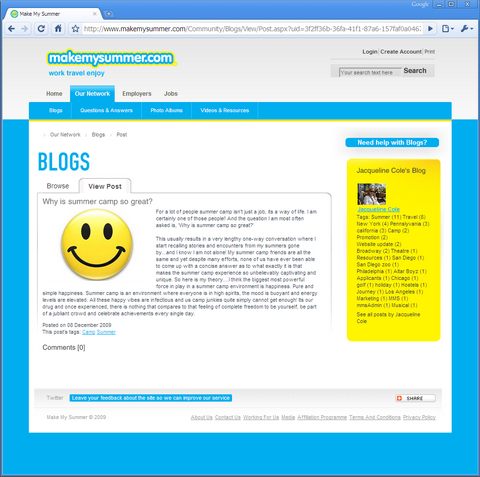 Make My Summer
Google
http://www.makemysummer.com/Community/Blogs/View/Post.aspx?uid=3f2ff36b-36fa-41f1-87a6-157faf0a046
Login | Create Account | Print
makemysummer.com
work travel enjoy
Your search text here
Search
Home
Our Network
Employers
Jobs
Blogs
Questions & Answers
Photo Albums
Videos & Resources
Our Network
Blogs
Post
Need help with Blogs?
BLOGS
Browse
View Post
Why is summer camp so great?
For a lot of people summer camp isn't just a job, its a way of life. I am
certainly one of those people! And the question I am most often
asked is, 'Why is summer camp so great?'
This usually results in a very lengthy one-way conversation where I
start recalling stories and encounters from my summers gone
by...and I know I am not alone! My summer camp friends are all the
same and yet despite many efforts, none of us have ever been able
to come up with a concise answer as to what exactly it is that
makes the summer camp experience so unbelievably captivating and
unique. So here is my theory....I think the biggest most powerful
force in play in a summer camp environment is happiness. Pure and
simple happiness. Summer camp is an environment where everyone is in high spirits, the mood is buoyant and energy
levels are elevated. All these happy vibes are infectious and us camp junkies quite simply cannot get enough! Its our
drug and once experienced, there is nothing that compares to that feeling of complete freedom to be yourself, be part
of a jubilant crowd and celebrate achievements every single day.
Posted on 08 December 2009
This post's tags: Camp Summer
Comments [0]
Jacqueline Cole's Blog
Jacqueline Cole
Tags: Summer (11) Travel (8)
New York (4) Pennsylvania (3)
california (3) Camp (2)
Promotion (2)
Website update (2)
Broadway (2) Theatre (1)
Resources (1) San Diego (1)
San Diego zoo (1)
Philadelphia (1) Altar Boyz (1)
Applicants (1) Chicago (1)
golf (1) holiday (1) Hostels (1)
Journey (1) Los Angeles (1)
Marketing (1) MMS (1)
mmsAdmin (1) Musical (1)
See all posts by Jacqueline
Cole
Twitter
Leave your feedback about the site so we can improve our service
SHARE
Make My Summer © 2009
About Us Contact Us Working For Us Media Affiliation Programme Terms And Conditions Privacy Policy